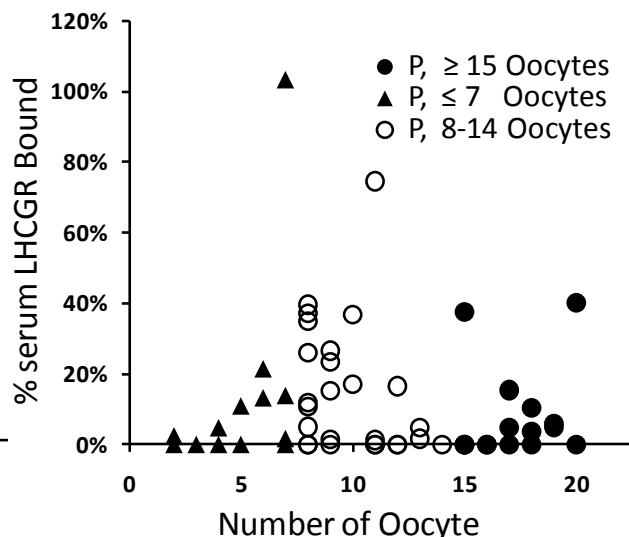 120%
100%
80%
60%
40%
20%
0%
% serum LHCGR Bound
P, ≥ 15 Oocytes
P, ≤ 7 Oocytes
P, 8-14 Oocytes
0 5 10 15 20
Number of Oocyte